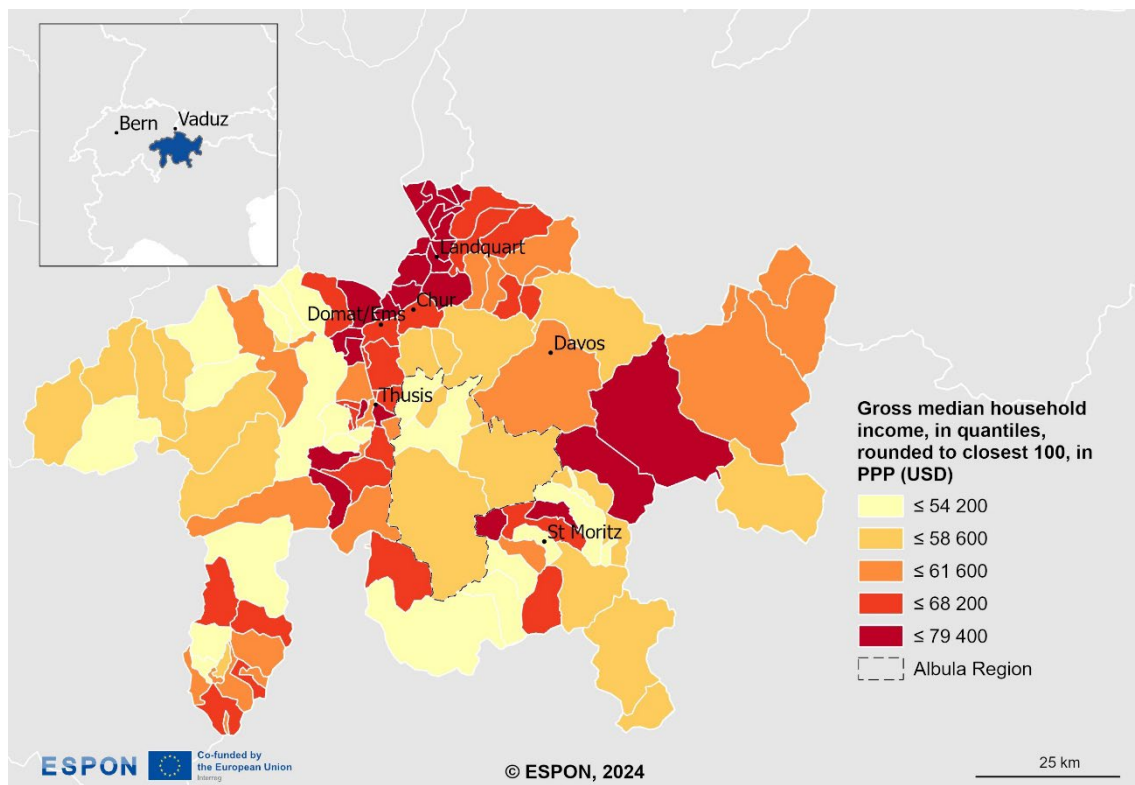 Bern
Vaduz
Landquart
Chur
Domat/Ems
Davos
Thusis
St Moritz
Gross median household
income, in quantiles,
rounded to closest 100, in
PPP (USD)
≤ 54 200
≤ 58 600
≤ 61 600
≤ 68 200
≤ 79 400
Albula Region
ESPON
Co-funded by
the European Union
Interreg
© ESPON, 2024
25 km